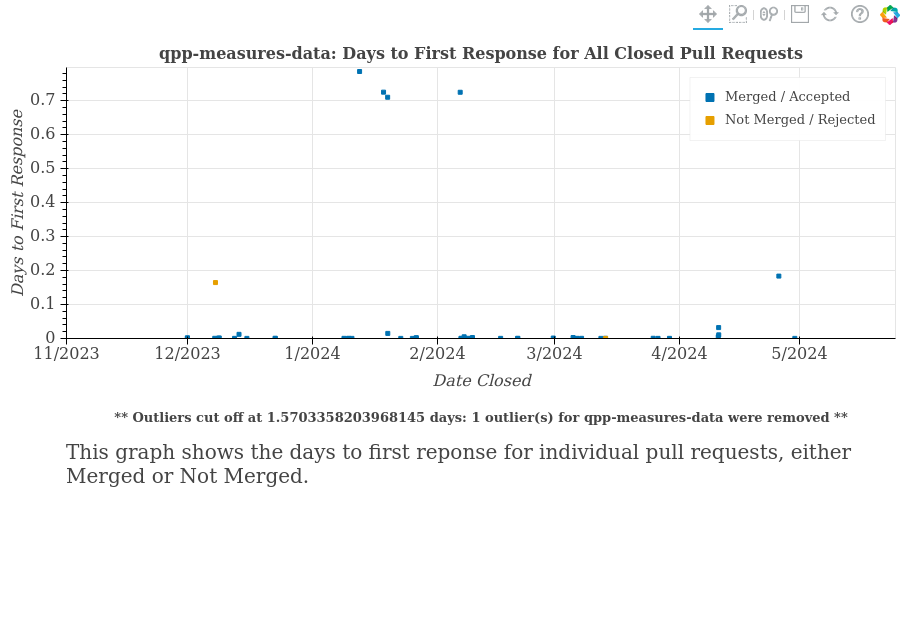 qpp-measures-data: Days to First Response for All Closed Pull Requests
Merged / Accepted
Not Merged / Rejected
Days to First Response
0.7
0.6
0.5
0.4
0.3
0.2
0.1
0
11/2023 12/2023 1/2024 2/2024 3/2024 4/2024 5/2024
Date Closed
** Outliers cut off at 1.5703358203968145 days: 1 outlier(s) for qpp-measures-data were removed **
This graph shows the days to first reponse for individual pull requests, either
Merged or Not Merged.